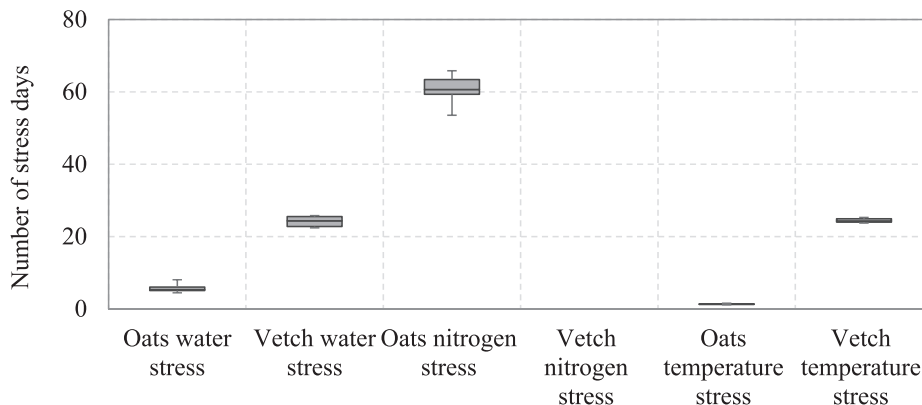 80
60
40
20
0
Number of stress days
Oats water stress
Vetch water stress
Oats nitrogen stress
Vetch nitrogen stress
Oats temperature stress
Vetch temperature stress